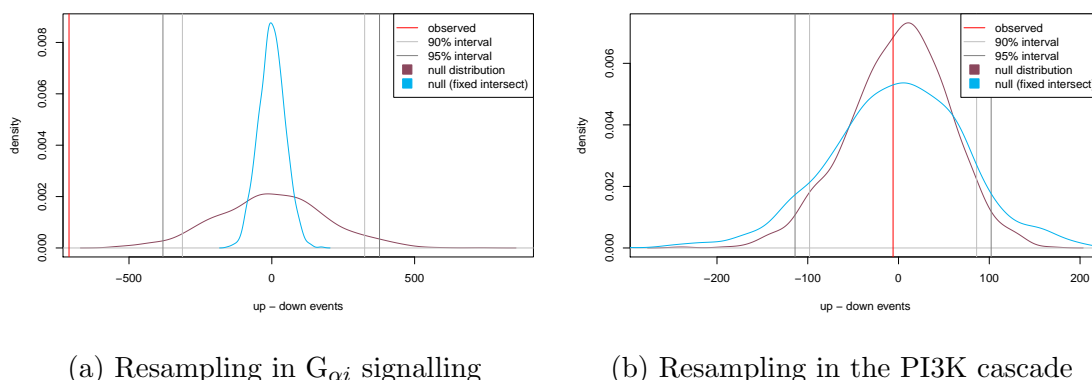 observed
90% interval
95% interval
null distribution
null (fixed intersect)
density
0.000 0.002 0.004 0.006 0.008
−500 0 500
up − down events
(a) Resampling in Gαi signalling
observed
90% interval
95% interval
null distribution
null (fixed intersect
density
0.000 0.002 0.004 0.006
−200 −100 0 100 200
up − down events
(b) Resampling in the PI3K cascade